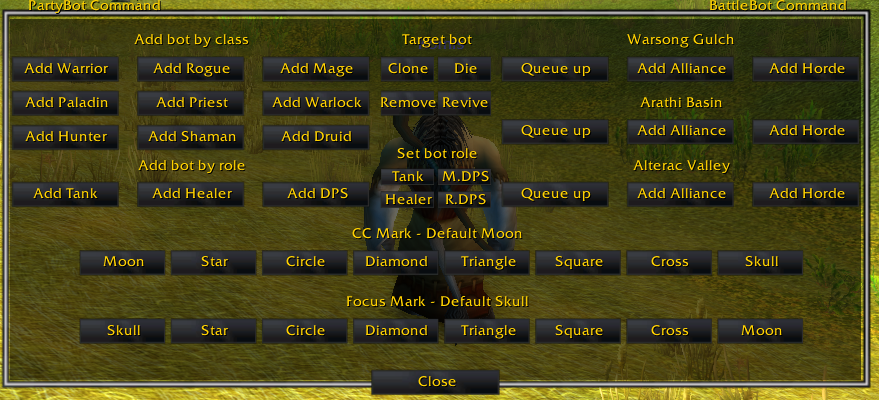 PartyBot Command BattleBot Command
Add bot by class Target bot Warsong Gulch
Add Warrior Add Rogue Add Mage Clone Die Queue up Add Alliance Add Horde
Add Paladin Add Priest Add Warlock Remove Revive Arathi Basin
Add Hunter Add Shaman Add Druid Queue up Add Alliance Add Horde
Set bot role
Add bot by role Alterac Valley
Tank M.DPS
Add Tank Add Healer Add DPS Queue up Add Alliance Add Horde
Healer R.DPS
CC Mark - Default Moon
Moon Star Circle Diamond Triangle Square Cross Skull
Focus Mark - Default Skull
Skull Star Circle Diamond Triangle Square Cross Moon
Close